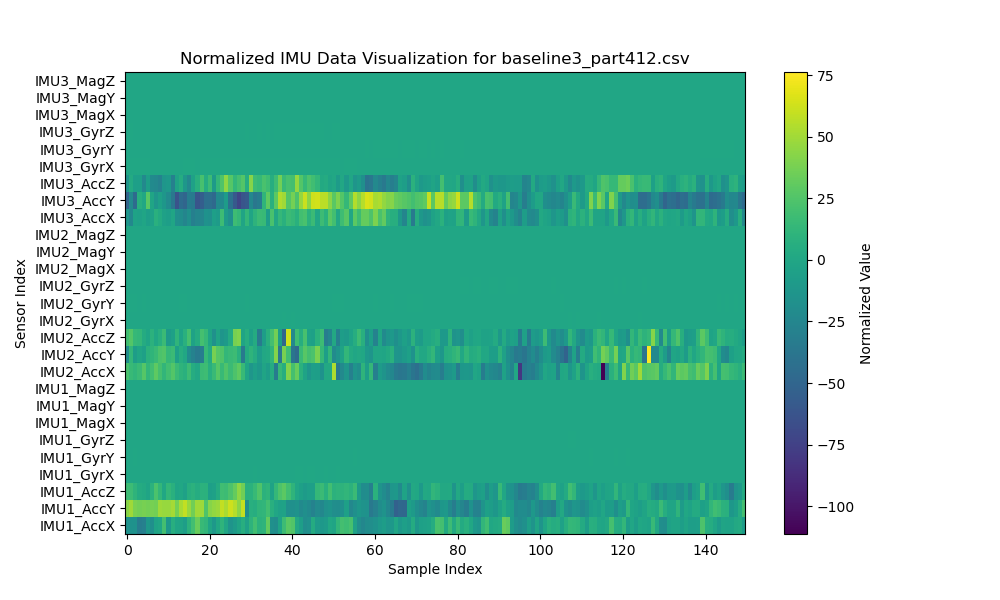 Normalized IMU Data Visualization for baseline3_part412.csv
IMU3_MagZ
IMU3_MagY
IMU3_MagX
IMU3_GyrZ
IMU3_GyrY
IMU3_GyrX
IMU3_AccZ
IMU3_AccY
IMU3_AccX
IMU2_MagZ
IMU2_MagY
IMU2_MagX
IMU2_GyrZ
IMU2_GyrY
IMU2_GyrX
IMU2_AccZ
IMU2_AccY
IMU2_AccX
IMU1_MagZ
IMU1_MagY
IMU1_MagX
IMU1_GyrZ
IMU1_GyrY
IMU1_GyrX
IMU1_AccZ
IMU1_AccY
IMU1_AccX
Sensor Index
0 20 40 60 80 100 120 140
Sample Index
75
50
25
0
−25
−50
−75
−100
Normalized Value